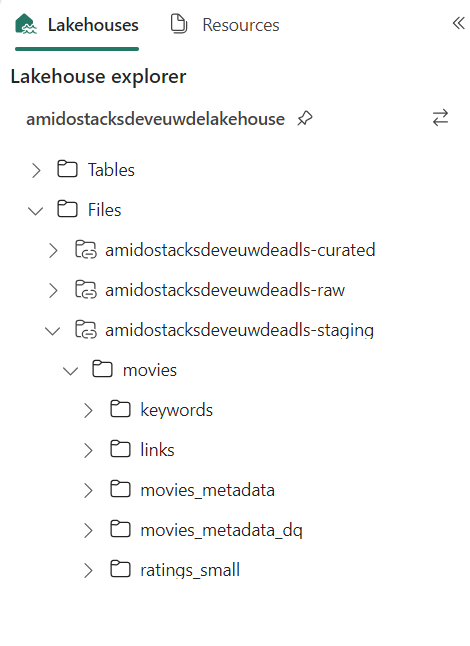 Lakehouses Resources
Lakehouse explorer
amidostacksdeveuwdelakehouse
Tables
Files
amidostacksdeveuwdeadls-curated
amidostacksdeveuwdeadls-raw
amidostacksdeveuwdeadls-staging
movies
keywords
links
movies_metadata
movies_metadata_dq
ratings_small